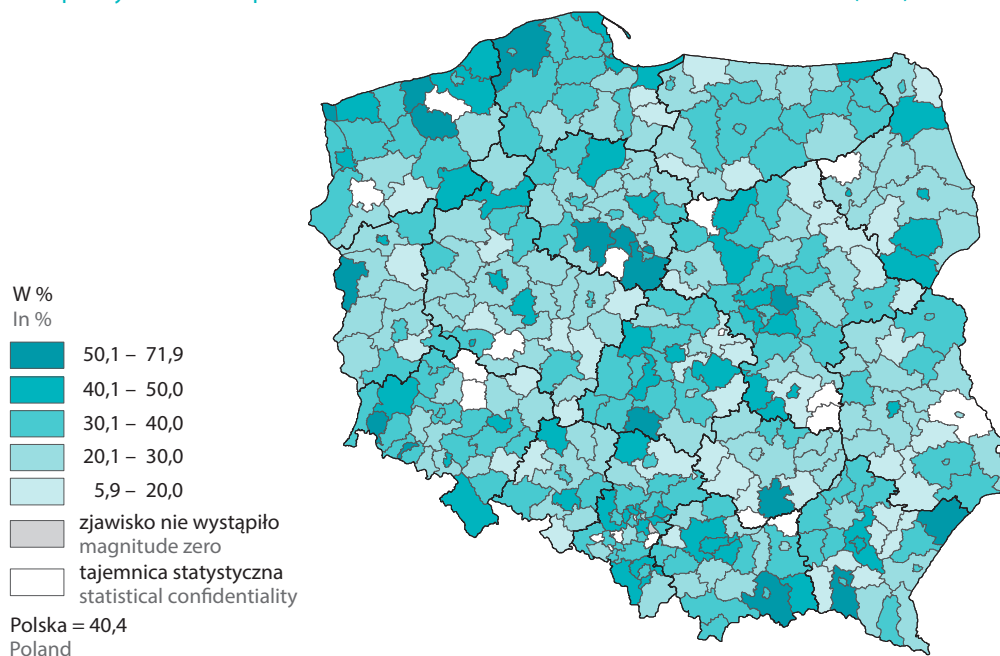 W %
In %
50,1 – 71,9
40,1 – 50,0
30,1 – 40,0
20,1 – 30,0
5,9 – 20,0
zjawisko nie wystąpiło
magnitude zero
tajemnica statystyczna
statistical confidentiality
Polska = 40,4
Poland